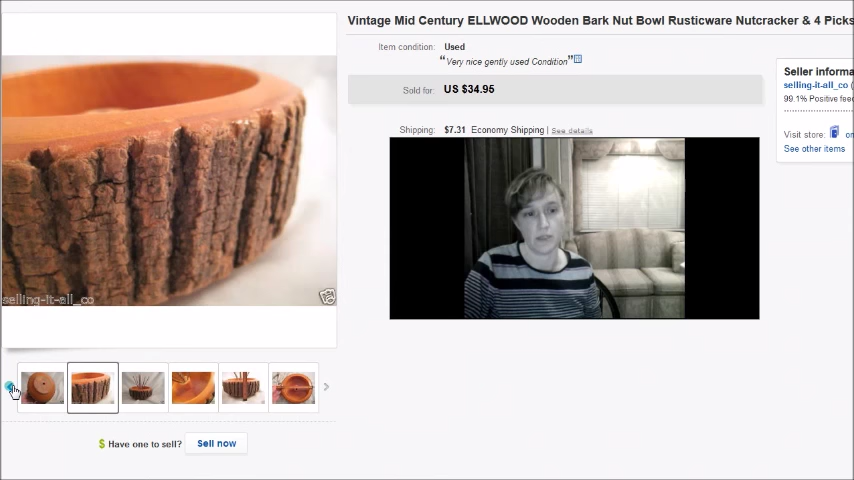 Vintage Mid Century ELLWOOD Wooden Bark Nut Bowl Rusticware Nutcracker & 4 Picks
Item condition: Used
"Very nice gently used Condition"
Sold for: US $34.95
Shipping: $7.31 Economy Shipping | See details
Seller informa
selling-it-all_co (
99.1% Positive fee
Visit store: on
See other items
selling-it-all_co
$ Have one to sell? Sell now